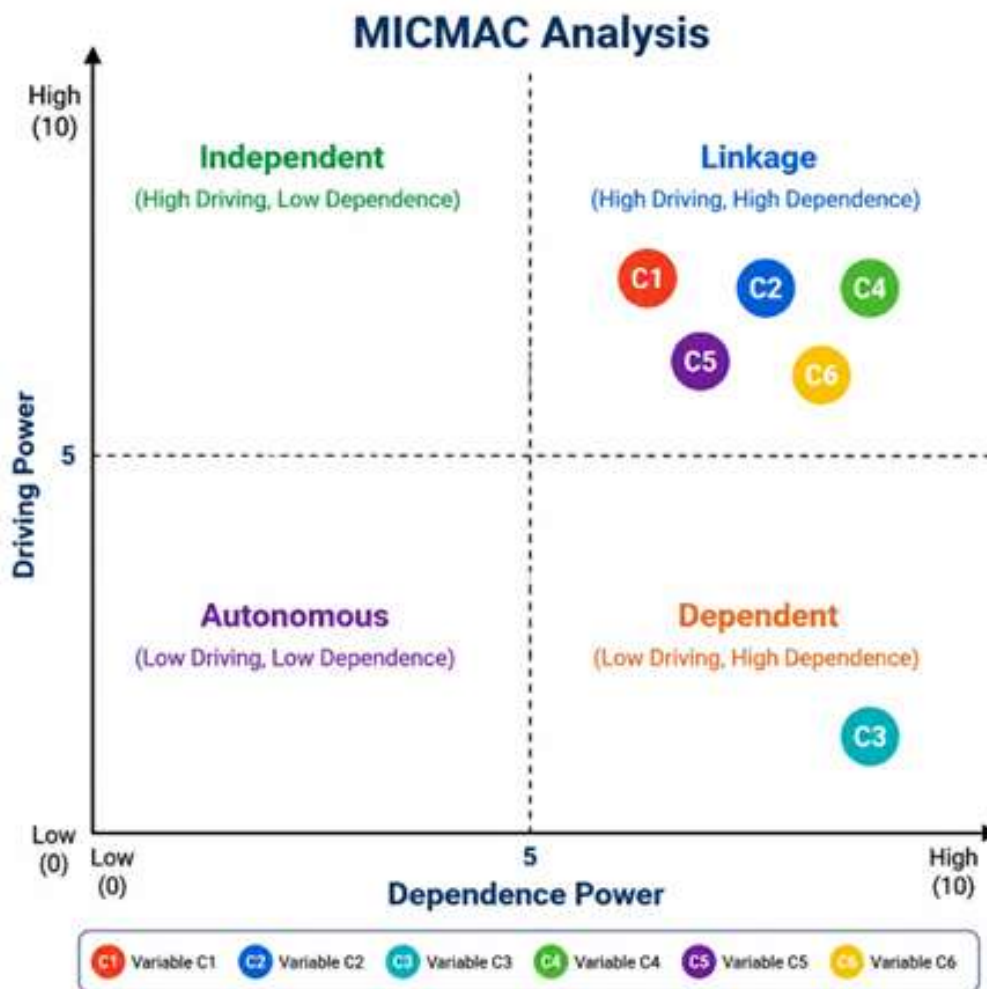 MICMAC Analysis
High
(10)
Independent
(High Driving, Low Dependence)
Linkage
(High Driving, High Dependence)
C1
C2
C4
C5
C6
5
Driving Power
Autonomous
(Low Driving, Low Dependence)
Dependent
(Low Driving, High Dependence)
C3
Low
(0)
Low
(0)
5
High
(10)
Dependence Power
C1 Variable C1 C2 Variable C2 C3 Variable C3 C4 Variable C4 C5 Variable C5 C6 Variable C6